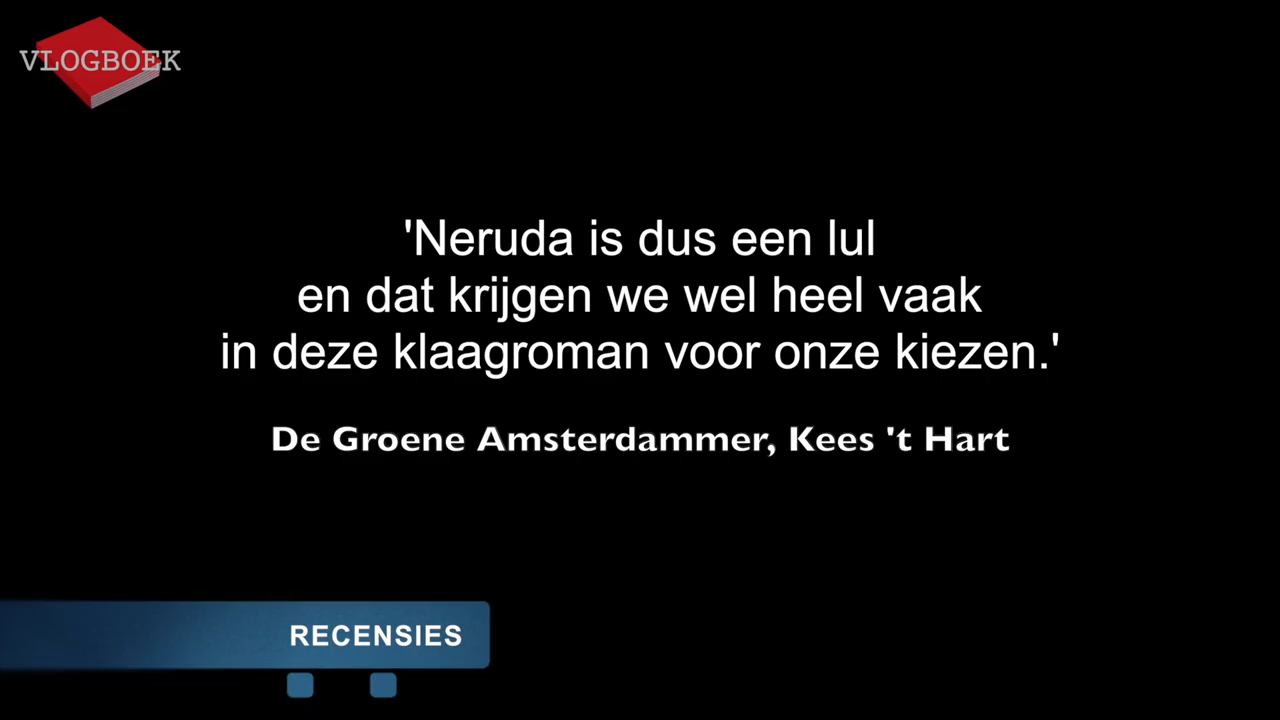 VLOGBOEK
'Neruda is dus een lul
en dat krijgen we wel heel vaak
in deze klaagroman voor onze kiezen.'
De Groene Amsterdammer, Kees 't Hart
RECENSIES